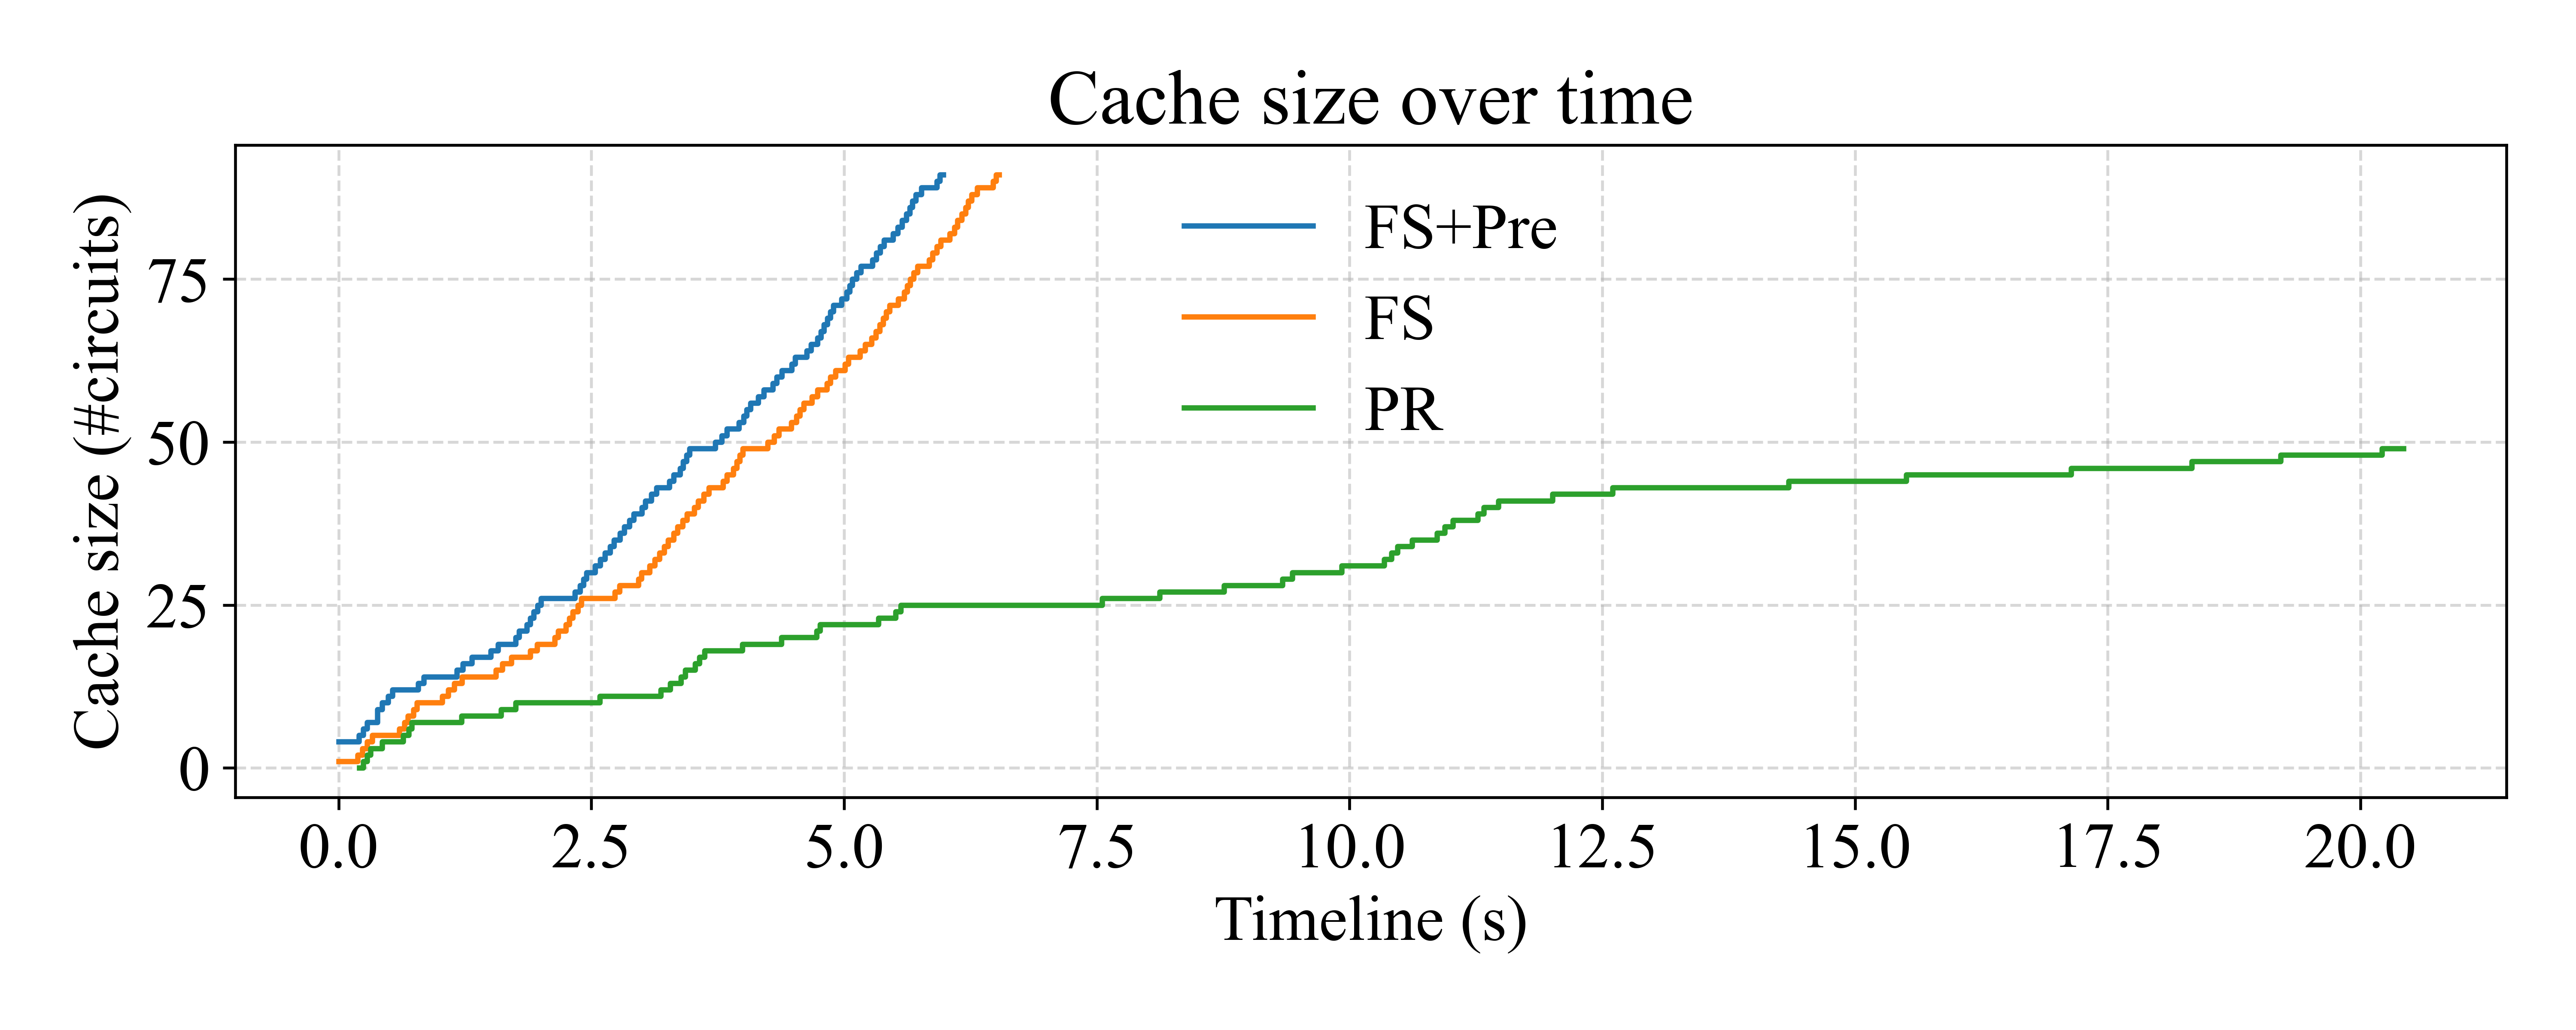 Cache size over time
Cache size (#circuits)
75
50
25
0
FS+Pre
FS
PR
0.0 2.5 5.0 7.5 10.0 12.5 15.0 17.5 20.0
Timeline (s)